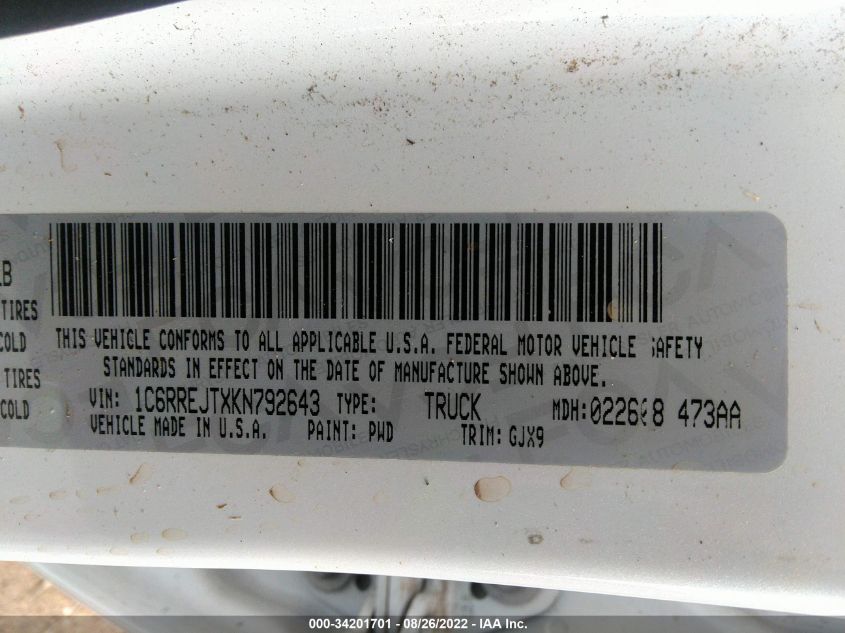 LB
TIRES
COLD
TIRES
COLD
THIS VEHICLE CONFORMS TO ALL APPLICABLE U.S.A. FEDERAL MOTOR VEHICLE SAFETY
STANDARDS IN EFFECT ON THE DATE OF MANUFACTURE SHOWN ABOVE.
VIN: 1C6RREJTXKN792643 TYPE: TRUCK MDH: 473AA
VEHICLE MADE IN U.S.A. PAINT: PWD TRIM: GJX9
000-34201701 - 08/26/2022 - IAA Inc.